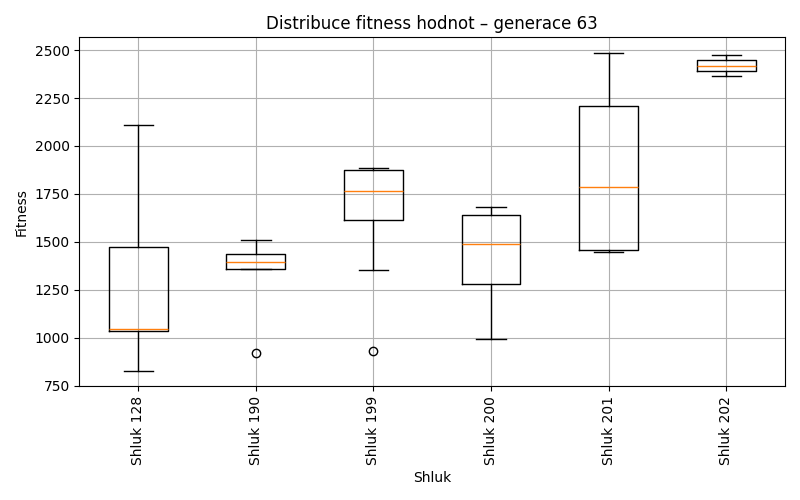 Distribuce fitness hodnot – generace 63
Fitness
2500
2250
2000
1750
1500
1250
1000
750
Shluk 128
Shluk 190
Shluk 199
Shluk 200
Shluk 201
Shluk 202
Shluk